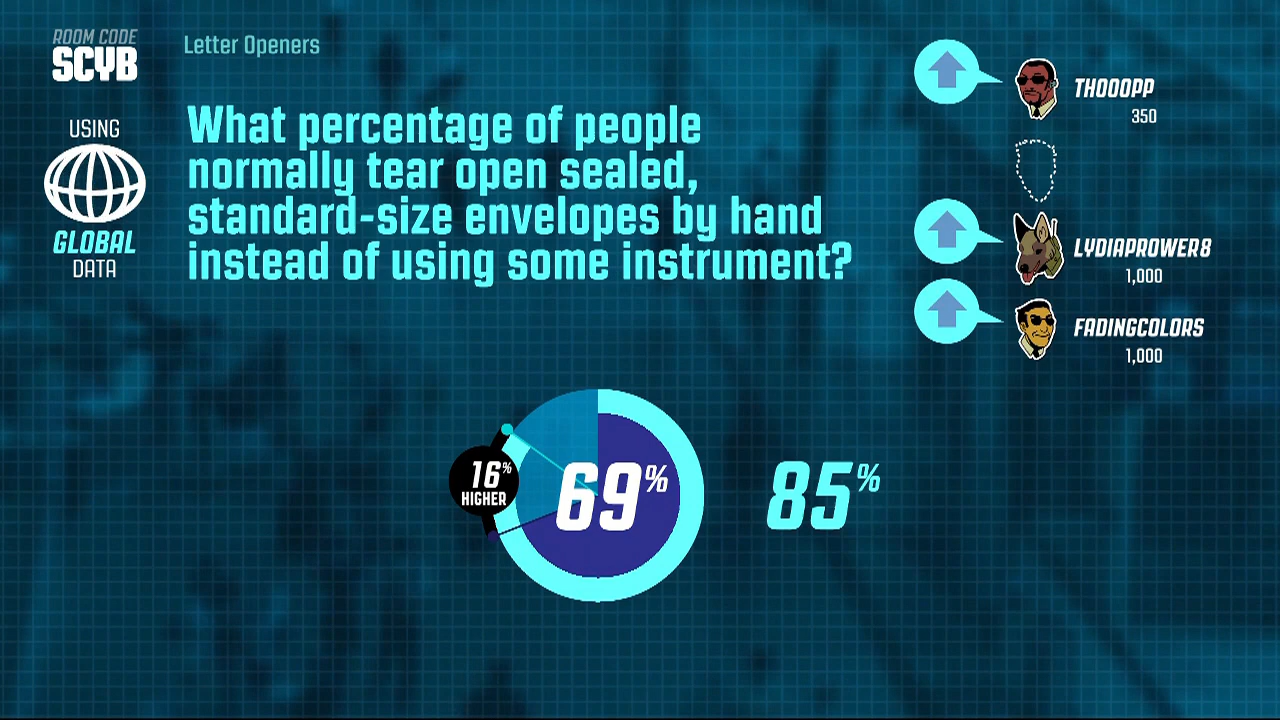 ROOM CODE
SCYB
Letter Openers
USING
GLOBAL
DATA
What percentage of people
normally tear open sealed,
standard-size envelopes by hand
instead of using some instrument?
THOOOPP
350
LYDIAPROWER8
1,000
FADINGCOLORS
1,000
16%
HIGHER
69%
85%